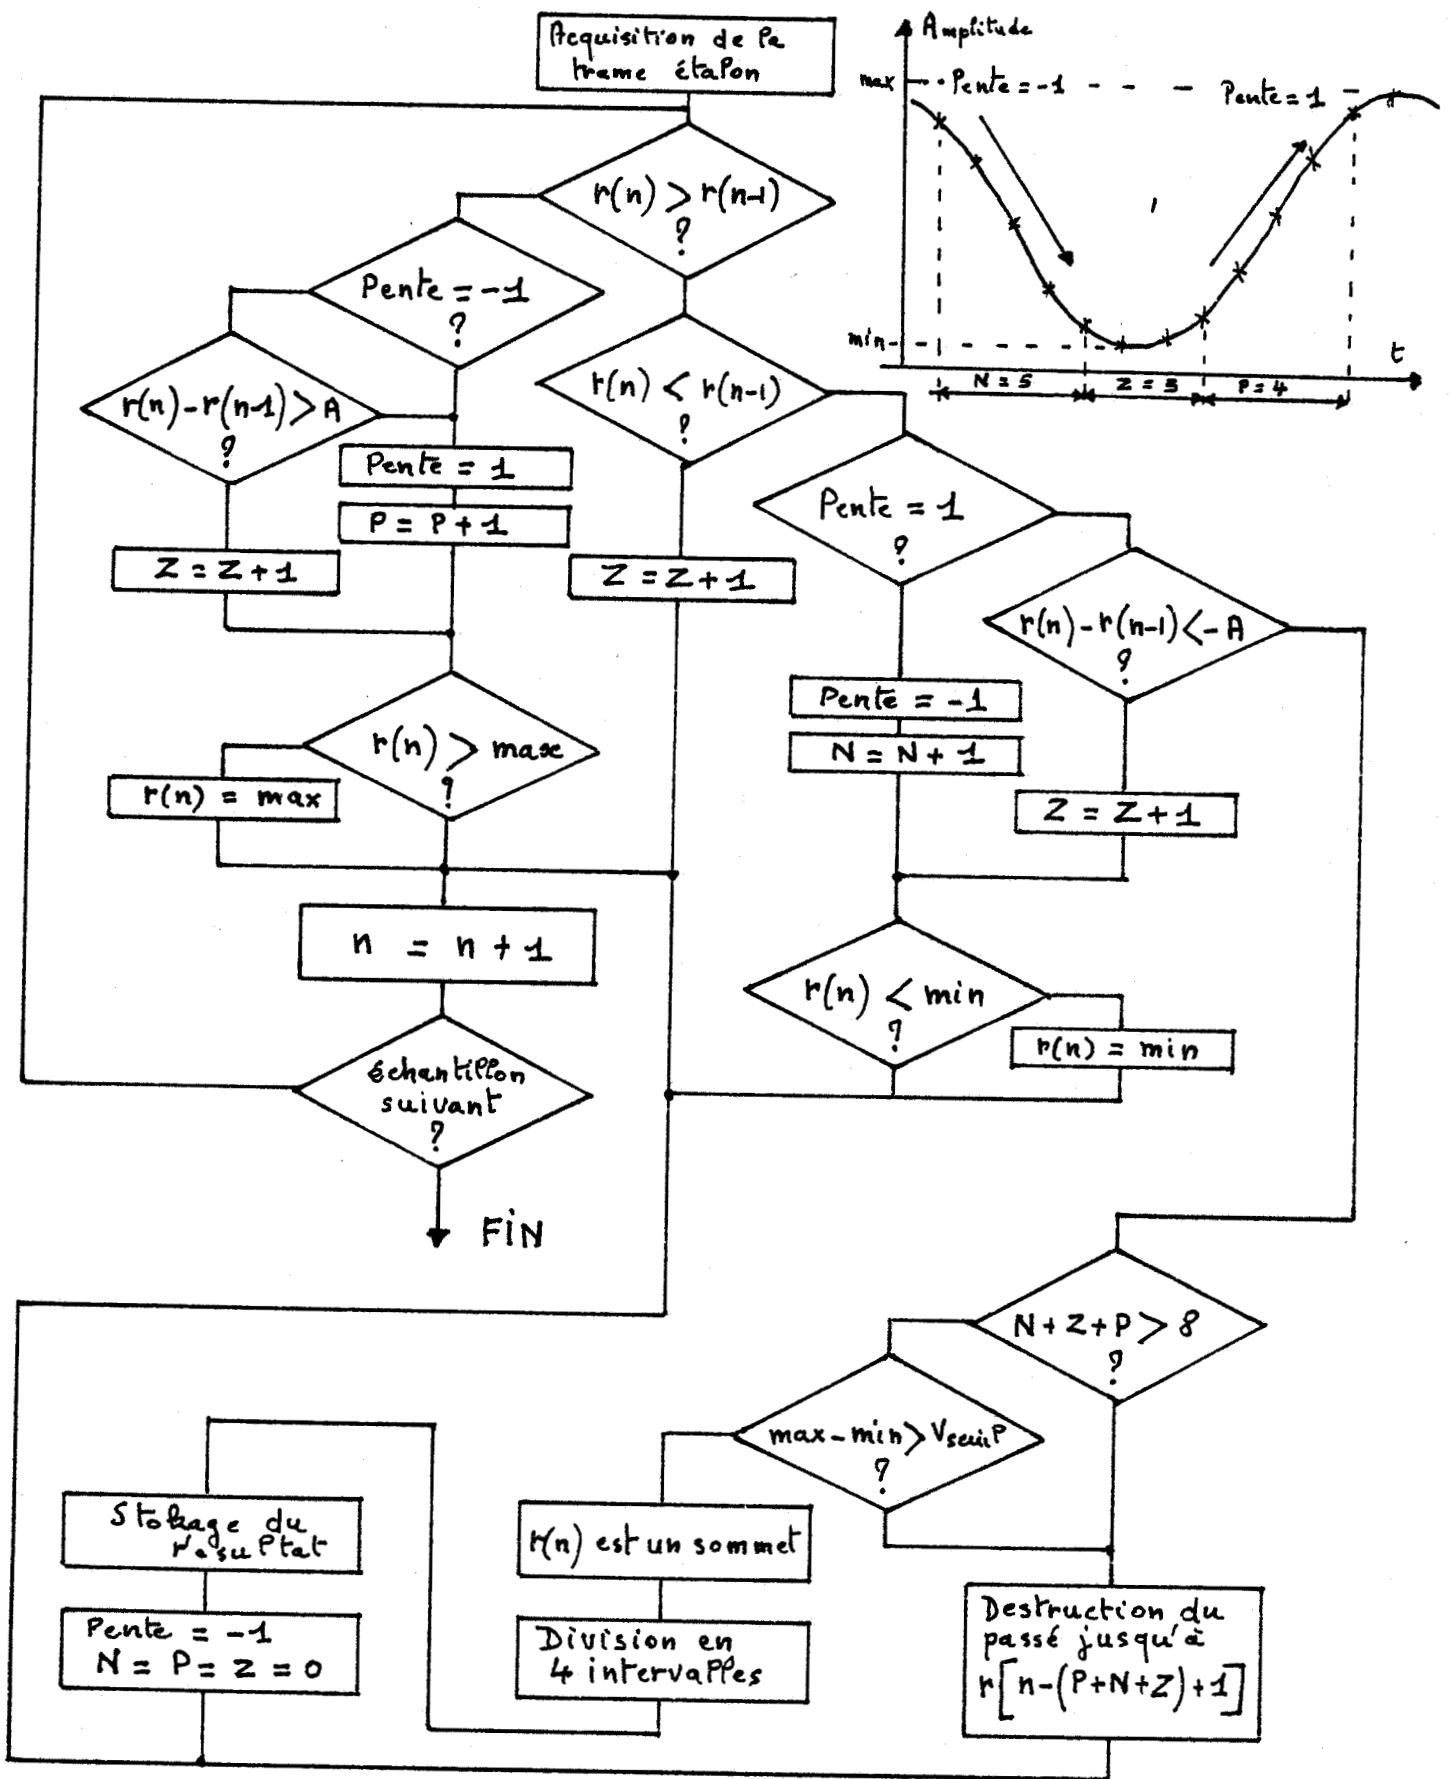 Acquisition de la
trame étalon
Amplitude
max
Pente = -1
Pente = 1
min
t
N = 5
Z = 3
P = 4
r(n) > r(n-1)
?
Pente = -1
?
r(n) < r(n-1)
?
r(n) - r(n-1) > A
?
Pente = 1
P = P + 1
Z = Z + 1
Z = Z + 1
Pente = 1
?
r(n) - r(n-1) < - A
?
Pente = -1
N = N + 1
Z = Z + 1
r(n) > max
?
r(n) = max
n = n + 1
r(n) < min
?
r(n) = min
échantillon
suivant
?
FIN
N + Z + P > 8
?
max - min > Vseuil
?
r(n) est un sommet
Division en
4 intervalles
Stokage du
résultat
Pente = -1
N = P = Z = 0
Destruction du
passé jusqu'à
r[n-(P+N+Z)+1]